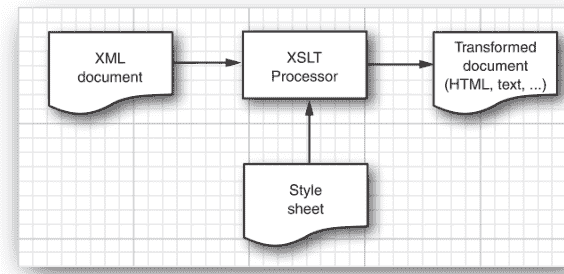 XML
document
XSLT
Processor
Transformed
document
(HTML, text, ...)
Style
sheet